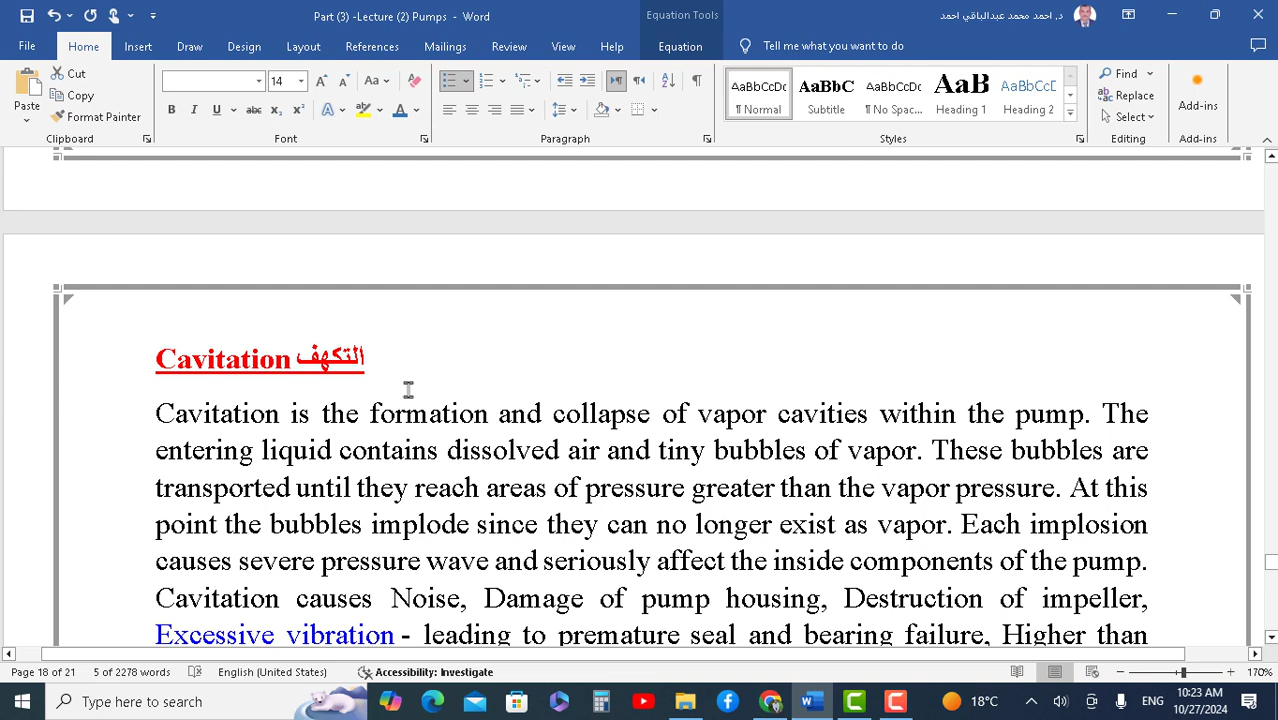 Part (3) -Lecture (2) Pumps - Word
Equation Tools
د. احمد محمد عبدالباقي احمد
File Home Insert Draw Design Layout References Mailings Review View Help Equation Tell me what you want to do
Paste
Cut
Copy
Format Painter
Clipboard
14
Aa
B I U abc x₂ x² A A
Font
Paragraph
AaBbCcDc AaBbC AaBbCcDc AaB AaBbCcD
¶ Normal Subtitle ¶ No Spac... Heading 1 Heading 2
Styles
Find
Replace
Select
Editing
Add-ins
Add-ins
Cavitation التكهف
Cavitation is the formation and collapse of vapor cavities within the pump. The
entering liquid contains dissolved air and tiny bubbles of vapor. These bubbles are
transported until they reach areas of pressure greater than the vapor pressure. At this
point the bubbles implode since they can no longer exist as vapor. Each implosion
causes severe pressure wave and seriously affect the inside components of the pump.
Cavitation causes Noise, Damage of pump housing, Destruction of impeller,
Excessive vibration - leading to premature seal and bearing failure, Higher than
Page 18 of 21 5 of 2278 words English (United States) Accessibility: Investigate 170%
Type here to search
18°C ENG 10:23 AM
10/27/2024